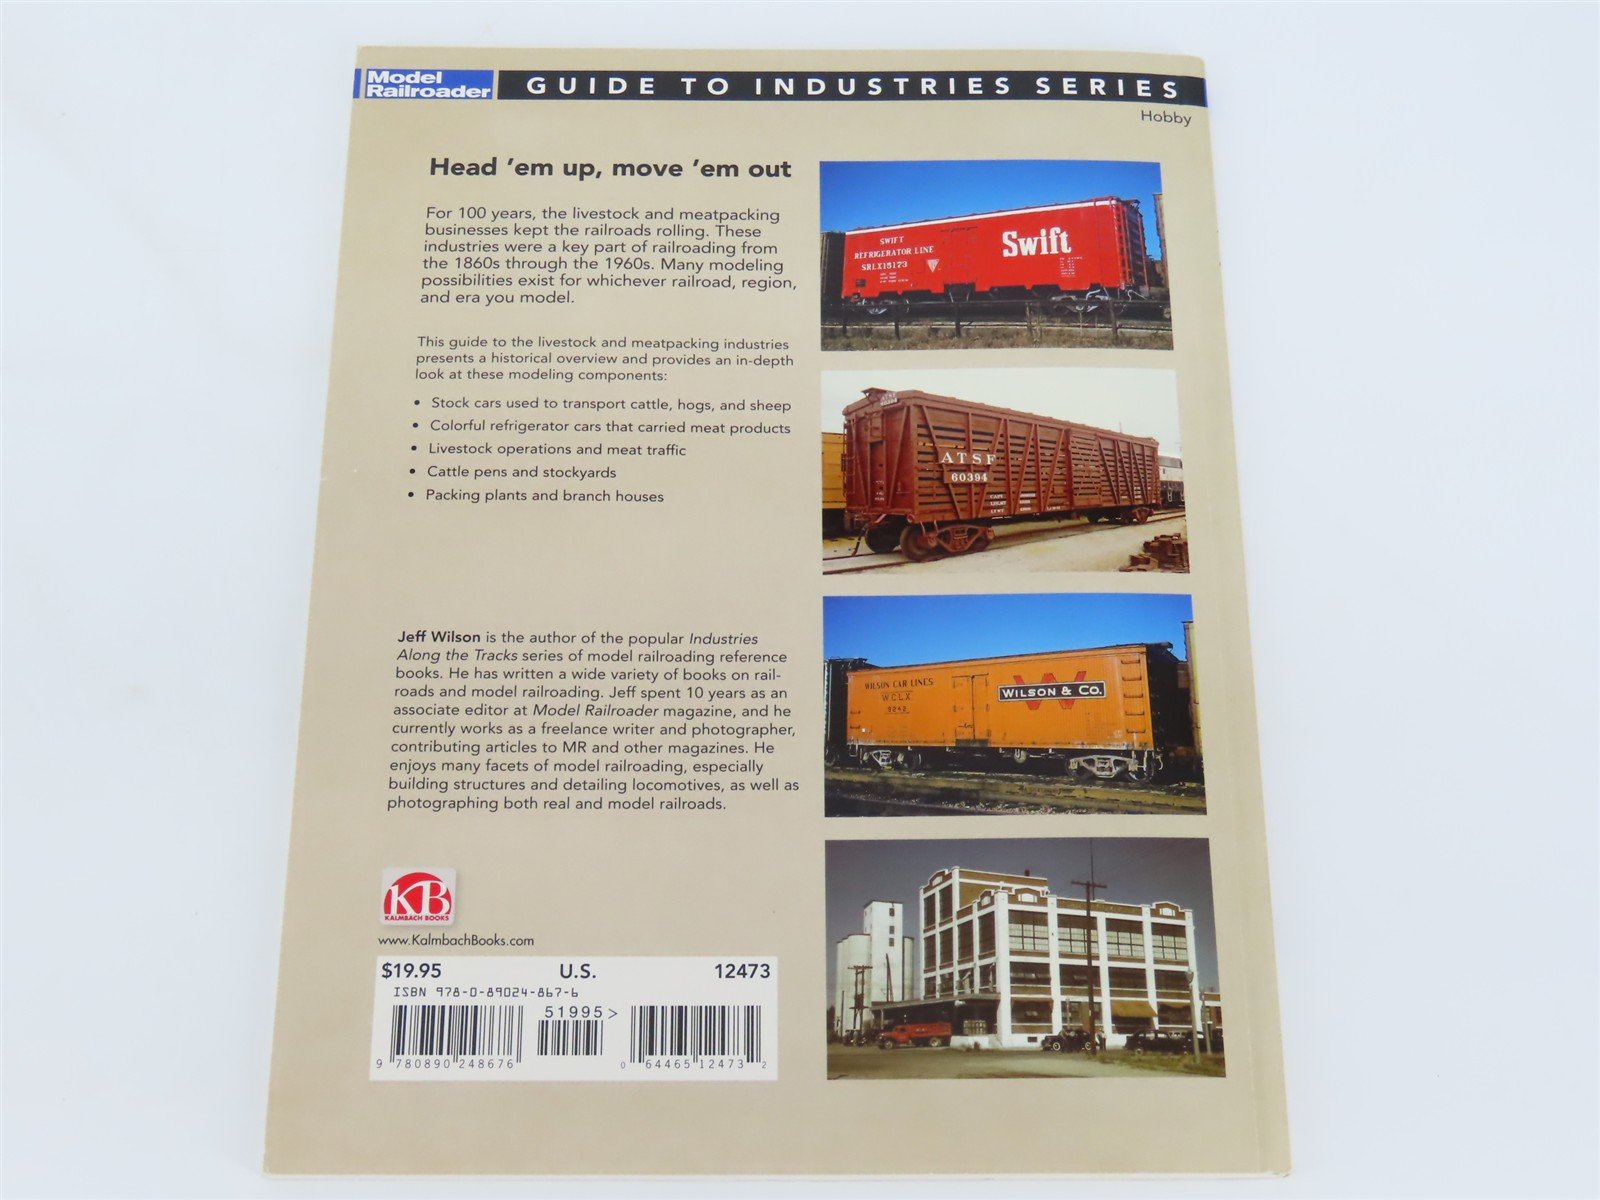 Model
Railroader
GUIDE TO INDUSTRIES SERIES
Hobby
Head 'em up, move 'em out
For 100 years, the livestock and meatpacking
businesses kept the railroads rolling. These
industries were a key part of railroading from
the 1860s through the 1960s. Many modeling
possibilities exist for whichever railroad, region,
and era you model.
This guide to the livestock and meatpacking industries
presents a historical overview and provides an in-depth
look at these modeling components:
• Stock cars used to transport cattle, hogs, and sheep
• Colorful refrigerator cars that carried meat products
• Livestock operations and meat traffic
• Cattle pens and stockyards
• Packing plants and branch houses
Jeff Wilson is the author of the popular Industries
Along the Tracks series of model railroading reference
books. He has written a wide variety of books on rail-
roads and model railroading. Jeff spent 10 years as an
associate editor at Model Railroader magazine, and he
currently works as a freelance writer and photographer,
contributing articles to MR and other magazines. He
enjoys many facets of model railroading, especially
building structures and detailing locomotives, as well as
photographing both real and model railroads.
KB
KALMBACH BOOKS
www.KalmbachBooks.com
$19.95 U.S. 12473
ISBN 978-0-89024-867-6
51995>
9 780890 248676
0 64465 12473 2
SWIFT
REFRIGERATOR LINE
SRLX15173
Swift
ATSF
60394
WILSON CAR LINES
WCLX
9242
WILSON & CO.